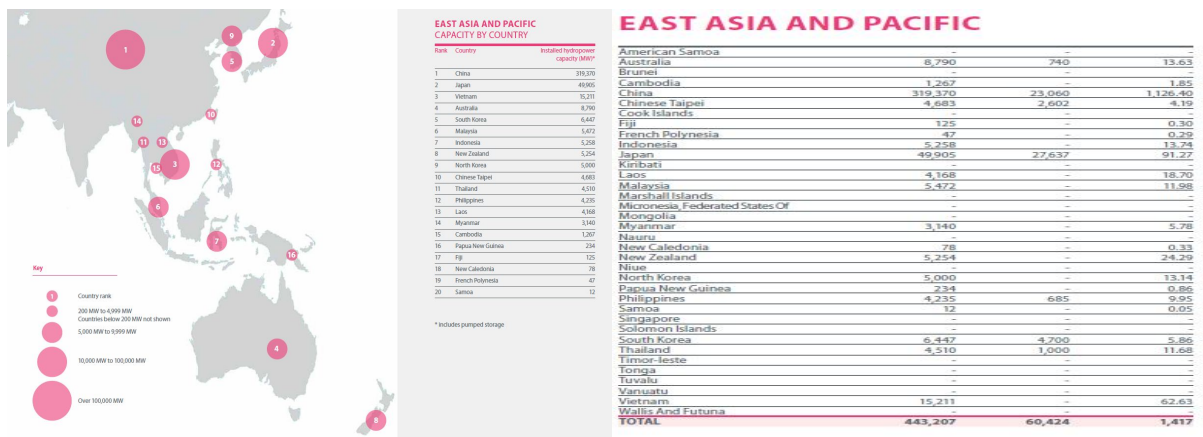 1
9
2
5
10
14
11
13
12
15
3
6
7
16
4
8
Key
1 Country rank
200 MW to 4,999 MW
Countries below 200 MW not shown
5,000 MW to 9,999 MW
10,000 MW to 100,000 MW
Over 100,000 MW
EAST ASIA AND PACIFIC
CAPACITY BY COUNTRY
Rank Country Installed hydropower
capacity (MW)*
1 China 319,370
2 Japan 49,905
3 Vietnam 15,211
4 Australia 8,790
5 South Korea 6,447
6 Malaysia 5,472
7 Indonesia 5,258
8 New Zealand 5,254
9 North Korea 5,000
10 Chinese Taipei 4,683
11 Thailand 4,510
12 Philippines 4,235
13 Laos 4,168
14 Myanmar 3,140
15 Cambodia 1,267
16 Papua New Guinea 234
17 Fiji 125
18 New Caledonia 78
19 French Polynesia 47
20 Samoa 12
* Includes pumped storage
EAST ASIA AND PACIFIC
American Samoa – – –
Australia 8,790 740 13.63
Brunei – – –
Cambodia 1,267 – 1.85
China 319,370 23,060 1,126.40
Chinese Taipei 4,683 2,602 4.19
Cook Islands – – –
Fiji 125 – 0.30
French Polynesia 47 – 0.29
Indonesia 5,258 – 13.74
Japan 49,905 27,637 91.27
Kiribati – – –
Laos 4,168 – 18.70
Malaysia 5,472 – 11.98
Marshall Islands – – –
Micronesia, Federated States Of – – –
Mongolia – – –
Myanmar 3,140 – 5.78
Nauru – – –
New Caledonia 78 – 0.33
New Zealand 5,254 – 24.29
Niue – – –
North Korea 5,000 – 13.14
Papua New Guinea 234 – 0.86
Philippines 4,235 685 9.95
Samoa 12 – 0.05
Singapore – – –
Solomon Islands – – –
South Korea 6,447 4,700 5.86
Thailand 4,510 1,000 11.68
Timor-leste – – –
Tonga – – –
Tuvalu – – –
Vanuatu – – –
Vietnam 15,211 – 62.63
Wallis And Futuna – – –
TOTAL 443,207 60,424 1,417